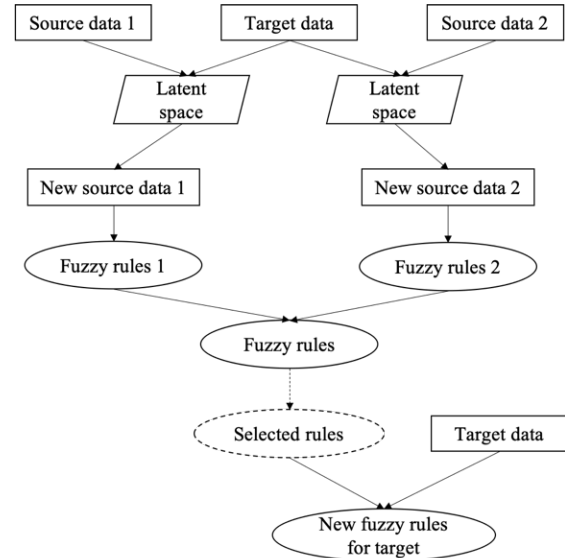 Source data 1
Target data
Source data 2
Latent
space
Latent
space
New source data 1
New source data 2
Fuzzy rules 1
Fuzzy rules 2
Fuzzy rules
Selected rules
Target data
New fuzzy rules
for target